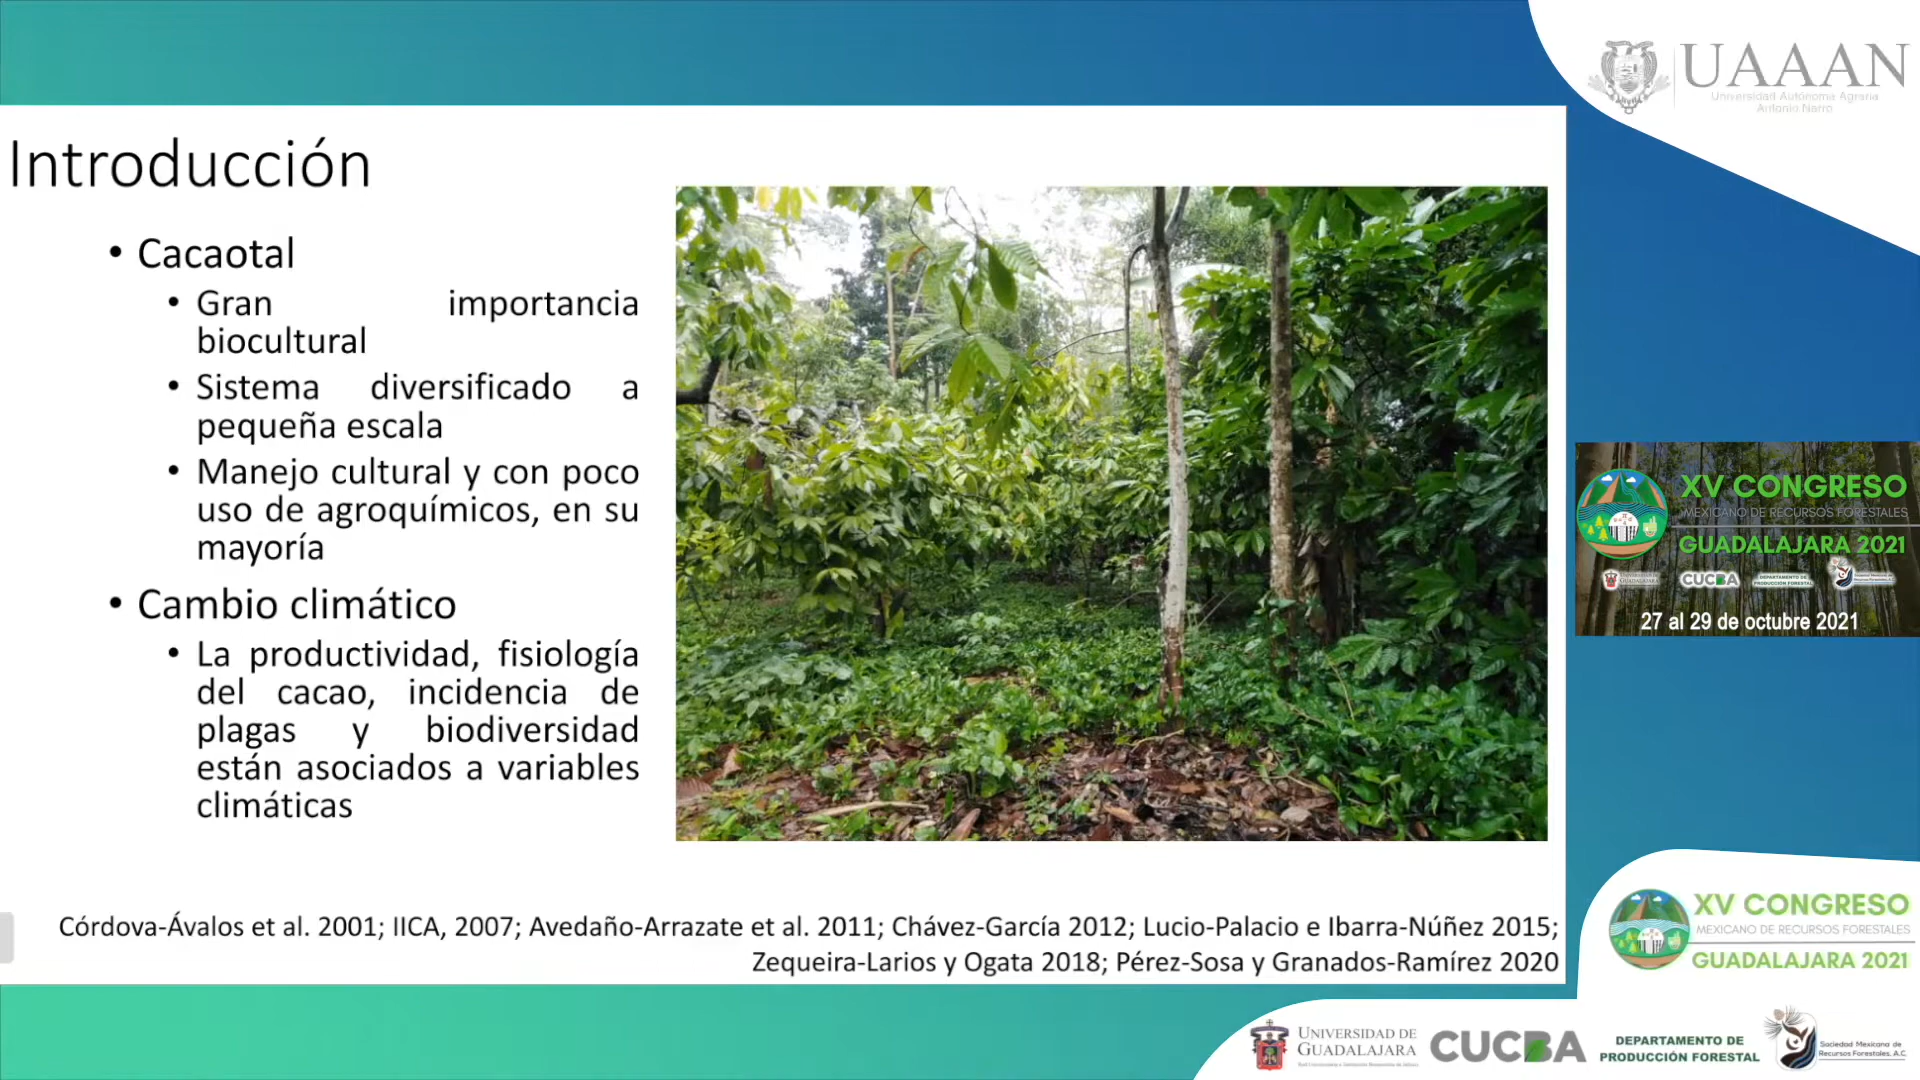 UAAAN
Universidad Autónoma Agraria
Antonio Narro
Introducción
• Cacaotal
• Gran importancia
biocultural
• Sistema diversificado a
pequeña escala
• Manejo cultural y con poco
uso de agroquímicos, en su
mayoría
• Cambio climático
• La productividad, fisiología
del cacao, incidencia de
plagas y biodiversidad
están asociados a variables
climáticas
Córdova-Ávalos et al. 2001; IICA, 2007; Avedaño-Arrazate et al. 2011; Chávez-García 2012; Lucio-Palacio e Ibarra-Núñez 2015;
Zequeira-Larios y Ogata 2018; Pérez-Sosa y Granados-Ramírez 2020
XV CONGRESO
MEXICANO DE RECURSOS FORESTALES
GUADALAJARA 2021
CUCBA
DEPARTAMENTO DE
PRODUCCIÓN FORESTAL
27 al 29 de octubre 2021
XV CONGRESO
MEXICANO DE RECURSOS FORESTALES
GUADALAJARA 2021
UNIVERSIDAD DE
GUADALAJARA
CUCBA
DEPARTAMENTO DE
PRODUCCIÓN FORESTAL
Sociedad Mexicana de
Recursos Forestales, A.C.